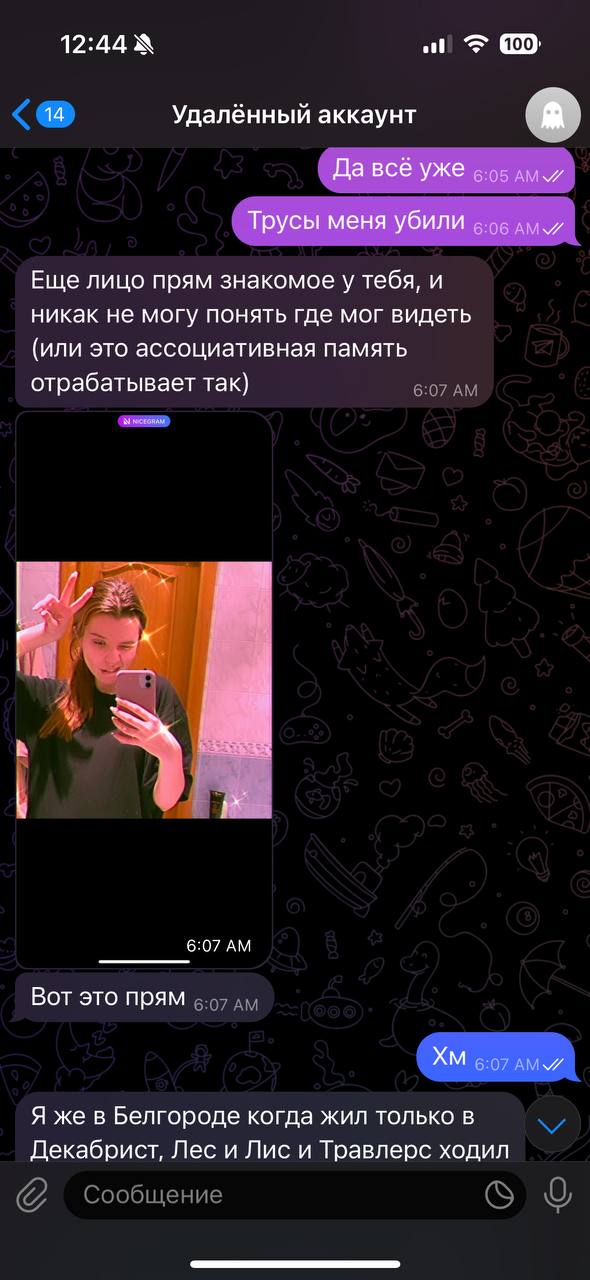 12:44
100
14
Удалённый аккаунт
Да всё уже 6:05 AM
Трусы меня убили 6:06 AM
Еще лицо прям знакомое у тебя, и
никак не могу понять где мог видеть
(или это ассоциативная память
отрабатывает так) 6:07 AM
NICEGRAM
6:07 AM
Вот это прям 6:07 AM
Хм 6:07 AM
Я же в Белгороде когда жил только в
Декабрист, Лес и Лис и Травлерс ходил
Сообщение